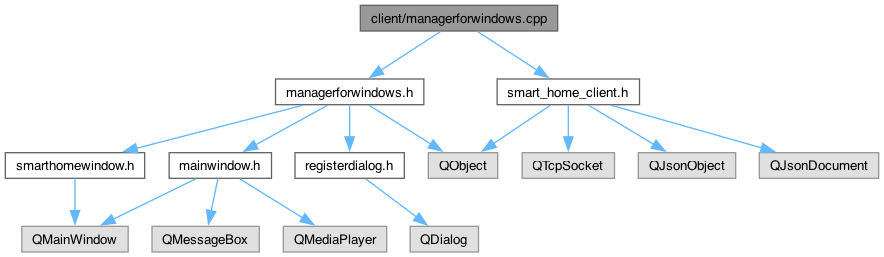 client/managerforwindows.cpp
managerforwindows.h
smart_home_client.h
smarthomewindow.h
mainwindow.h
registerdialog.h
QObject
QTcpSocket
QJsonObject
QJsonDocument
QMainWindow
QMessageBox
QMediaPlayer
QDialog